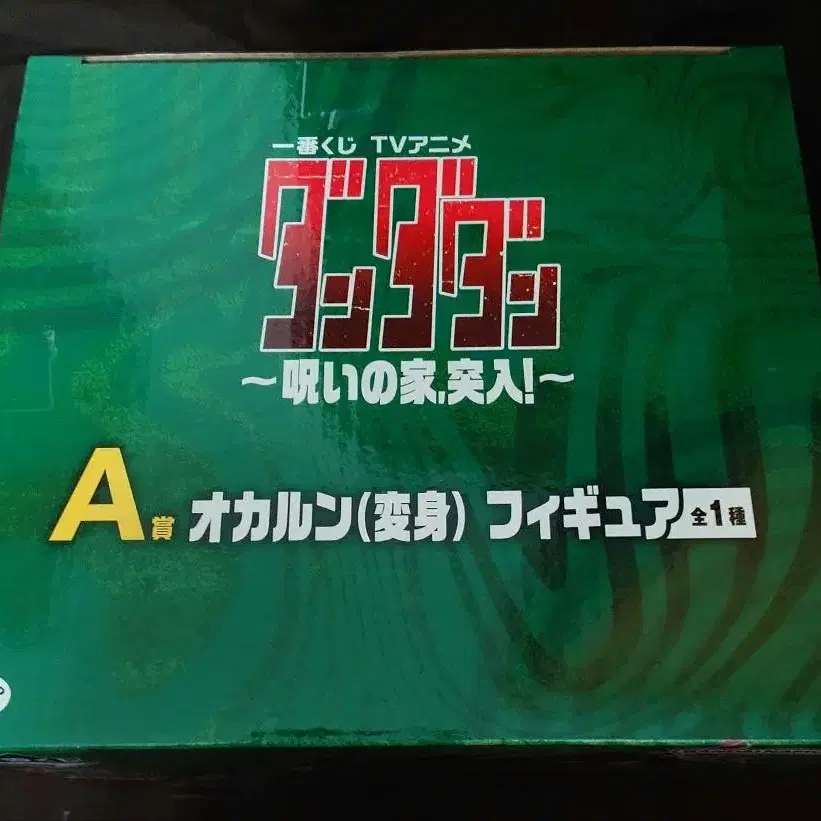 一番くじ TVアニメ
ダンダダン
～呪いの家、突入!～
A賞 オカルン(変身) フィギュア 全1種